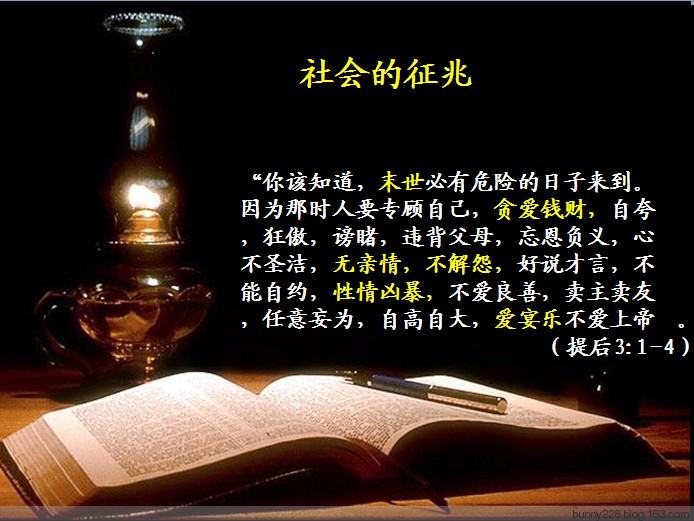 社会的征兆
“你该知道，末世必有危险的日子来到。
因为那时人要专顾自己，贪爱钱财，自夸
，狂傲，谤睹，违背父母，忘恩负义，心
不圣洁，无亲情，不解怨，好说才言，不
能自约，性情凶暴，不爱良善，卖主卖友
，任意妄为，自高自大，爱宴乐不爱上帝 。
（提后3:1-4）
bunny228.blog.163.com